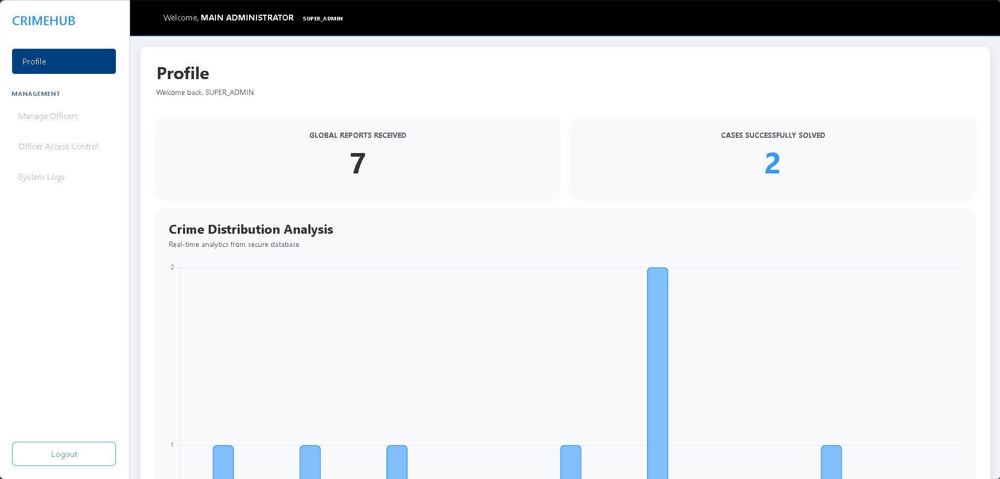 CRIMEHUB
Welcome, MAIN ADMINISTRATOR SUPER_ADMIN
Profile
MANAGEMENT
Manage Officers
Officer Access Control
System Logs
Logout
Profile
Welcome back, SUPER_ADMIN
GLOBAL REPORTS RECEIVED
7
CASES SUCCESSFULLY SOLVED
2
Crime Distribution Analysis
Real-time analytics from secure database
2
1